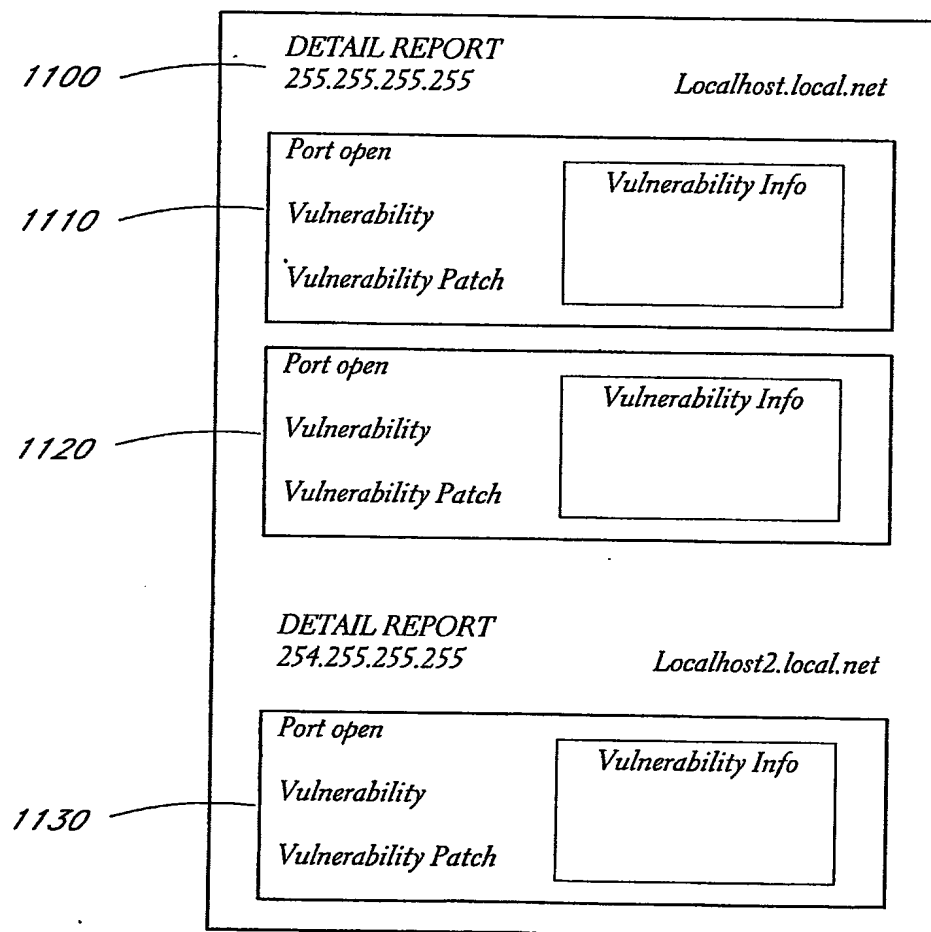 DETAIL REPORT
1100
255.255.255.255 Localhost.local.net
Port open
Vulnerability Info
1110
Vulnerability
Vulnerability Patch
Port open
Vulnerability Info
1120
Vulnerability
Vulnerability Patch
DETAIL REPORT
254.255.255.255 Localhost2.local.net
Port open
Vulnerability Info
1130
Vulnerability
Vulnerability Patch